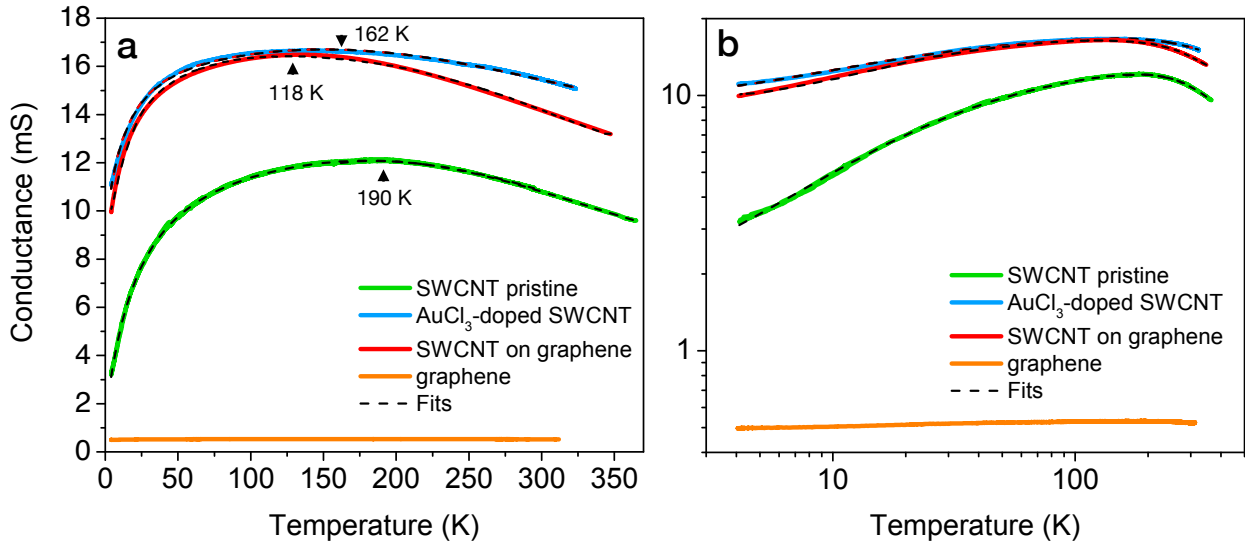 a
18
16
14
12
10
8
6
4
2
0
Conductance (mS)
162 K
118 K
190 K
SWCNT pristine
AuCl₃-doped SWCNT
SWCNT on graphene
graphene
Fits
0 50 100 150 200 250 300 350
Temperature (K)
b
10
1
SWCNT pristine
AuCl₃-doped SWCNT
SWCNT on graphene
graphene
Fits
10 100
Temperature (K)